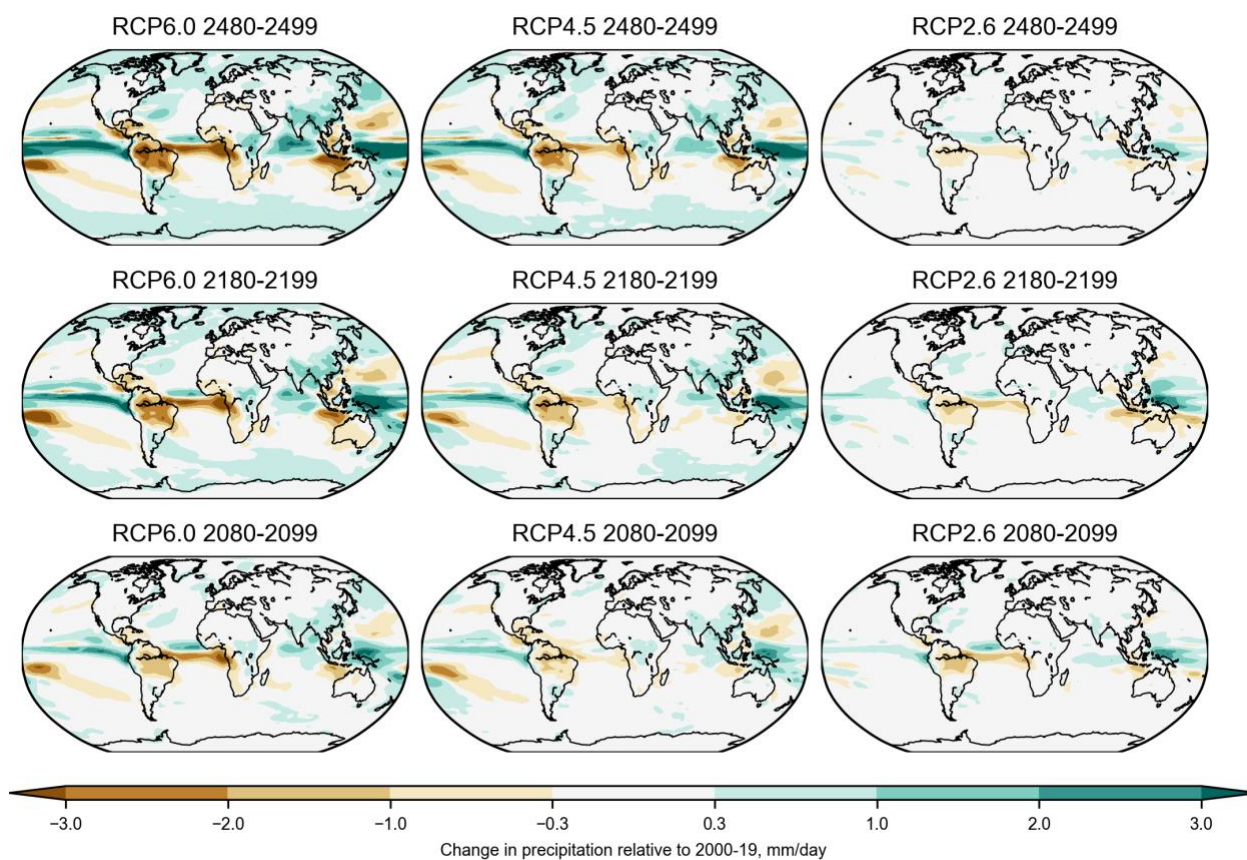 RCP6.0 2480-2499 RCP4.5 2480-2499 RCP2.6 2480-2499
RCP6.0 2180-2199 RCP4.5 2180-2199 RCP2.6 2180-2199
RCP6.0 2080-2099 RCP4.5 2080-2099 RCP2.6 2080-2099
−3.0 −2.0 −1.0 −0.3 0.3 1.0 2.0 3.0
Change in precipitation relative to 2000-19, mm/day